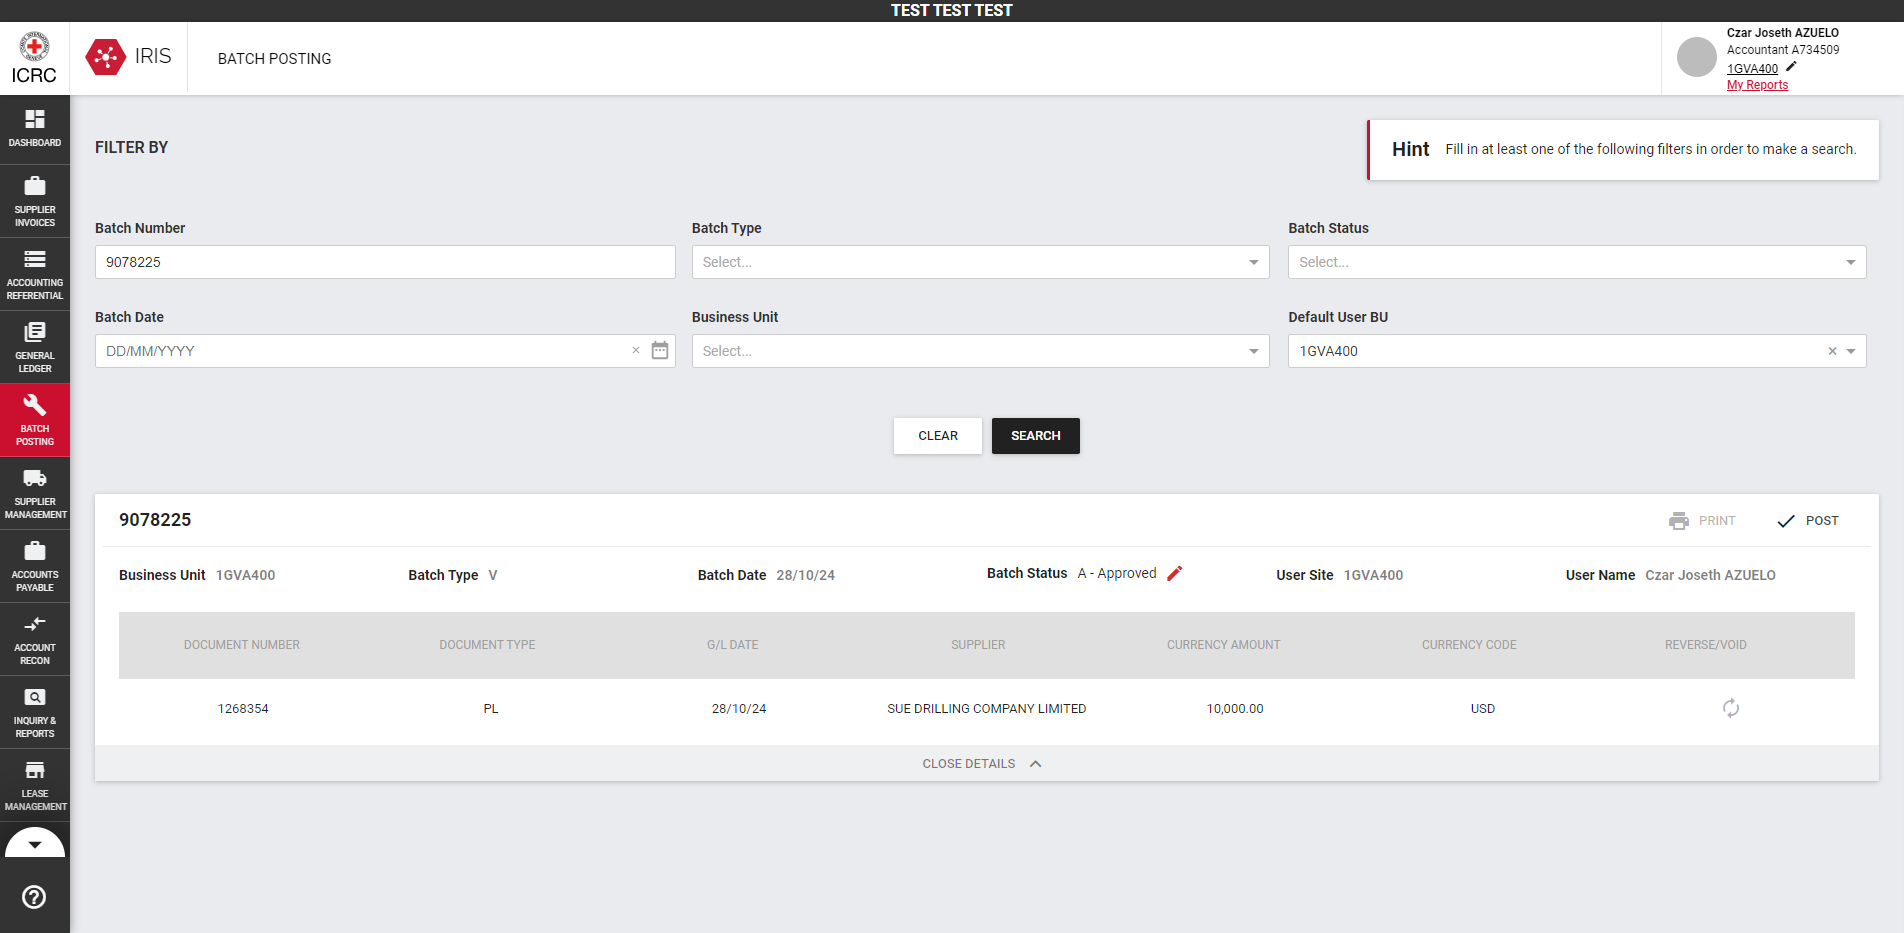 TEST TEST TEST
ICRC
IRIS
BATCH POSTING
Czar Joseth AZUELO
Accountant A734509
1GVA400
My Reports
DASHBOARD
SUPPLIER
INVOICES
ACCOUNTING
REFERENTIAL
GENERAL
LEDGER
BATCH
POSTING
SUPPLIER
MANAGEMENT
ACCOUNTS
PAYABLE
ACCOUNT
RECON
INQUIRY &
REPORTS
LEASE
MANAGEMENT
FILTER BY
Hint Fill in at least one of the following filters in order to make a search.
Batch Number Batch Type Batch Status
9078225 Select... Select...
Batch Date Business Unit Default User BU
DD/MM/YYYY Select... 1GVA400
CLEAR SEARCH
9078225 PRINT POST
Business Unit 1GVA400 Batch Type V Batch Date 28/10/24 Batch Status A - Approved User Site 1GVA400 User Name Czar Joseth AZUELO
DOCUMENT NUMBER DOCUMENT TYPE G/L DATE SUPPLIER CURRENCY AMOUNT CURRENCY CODE REVERSE/VOID
1268354 PL 28/10/24 SUE DRILLING COMPANY LIMITED 10,000.00 USD
CLOSE DETAILS